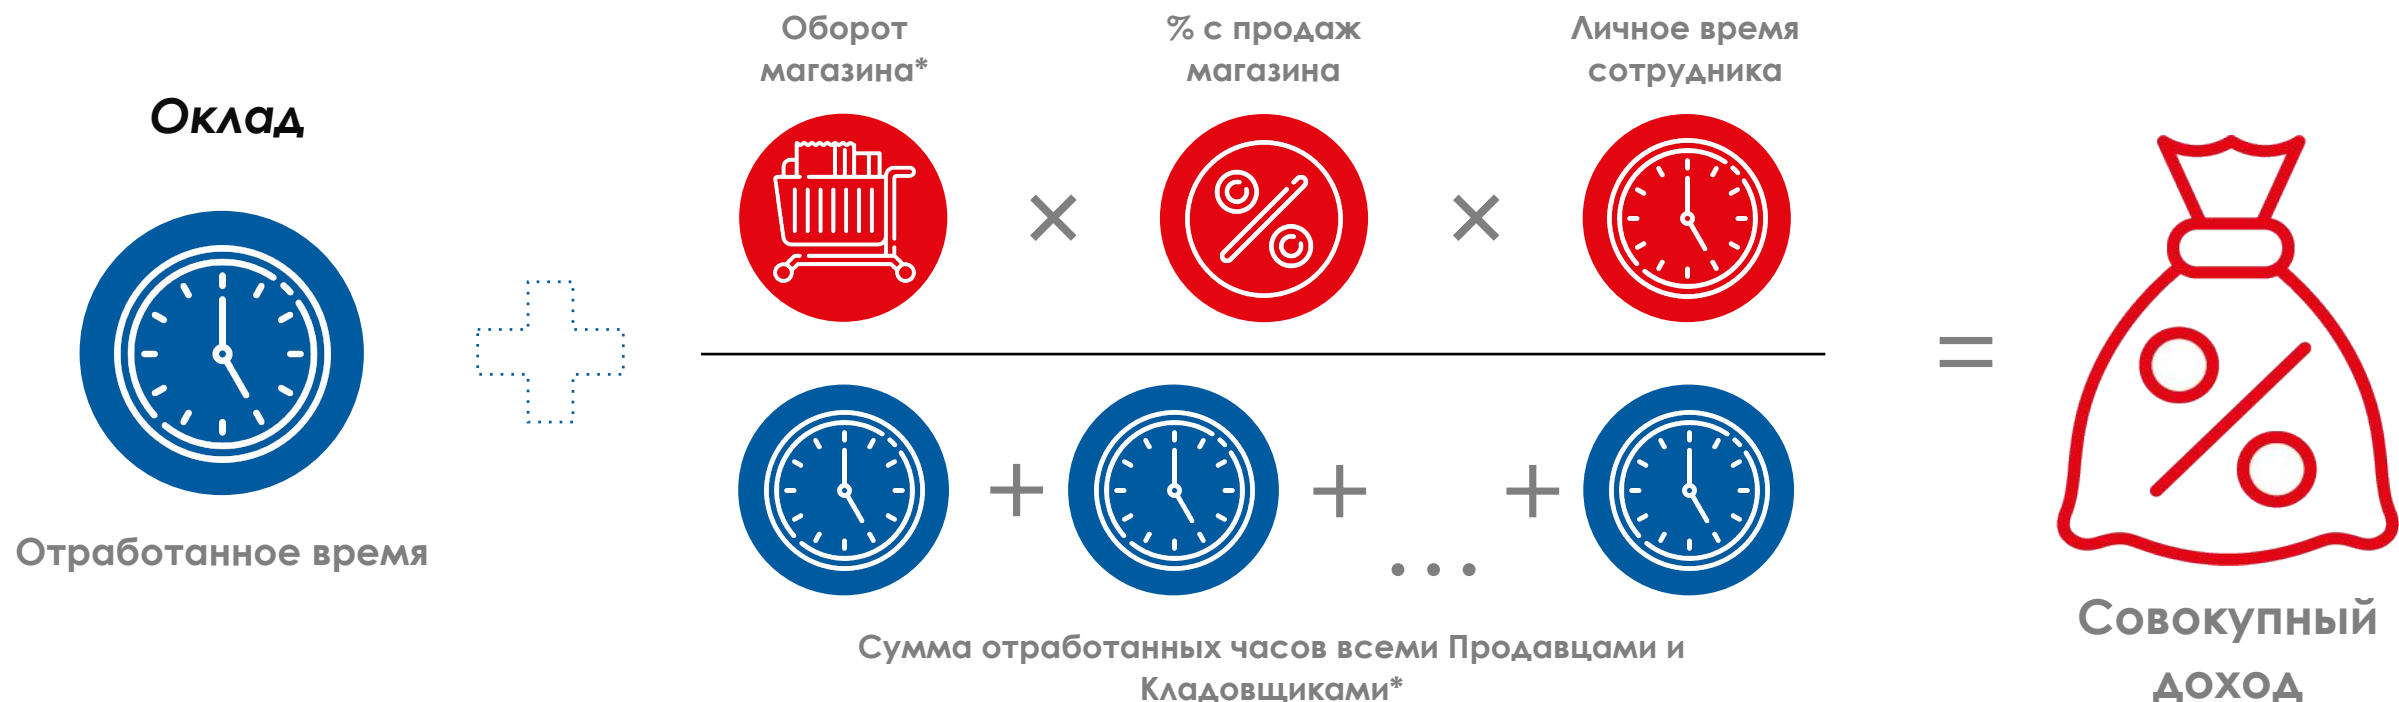 Оклад
Отработанное время
Оборот
магазина*
% с продаж
магазина
Личное время
сотрудника
Сумма отработанных часов всеми Продавцами и
Кладовщиками*
Совокупный
доход